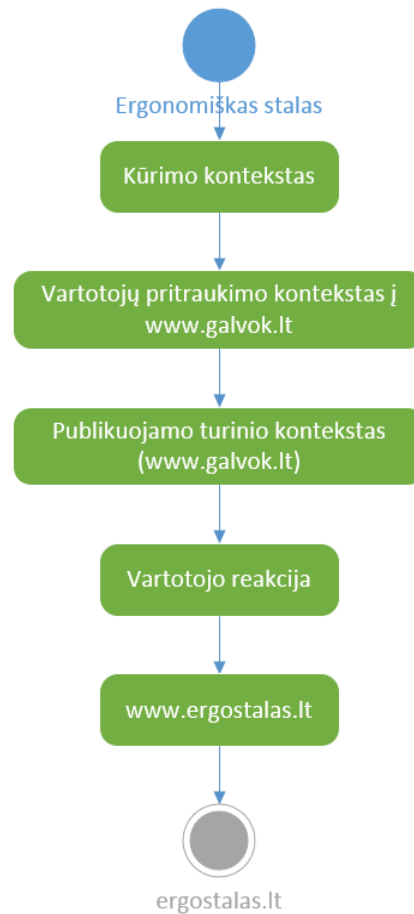 Ergonomiškas stalas
Kūrimo kontekstas
Vartotojų pritraukimo kontekstas į
www.galvok.lt
Publikuojamo turinio kontekstas
(www.galvok.lt)
Vartotojo reakcija
www.ergostalas.lt
ergostalas.lt